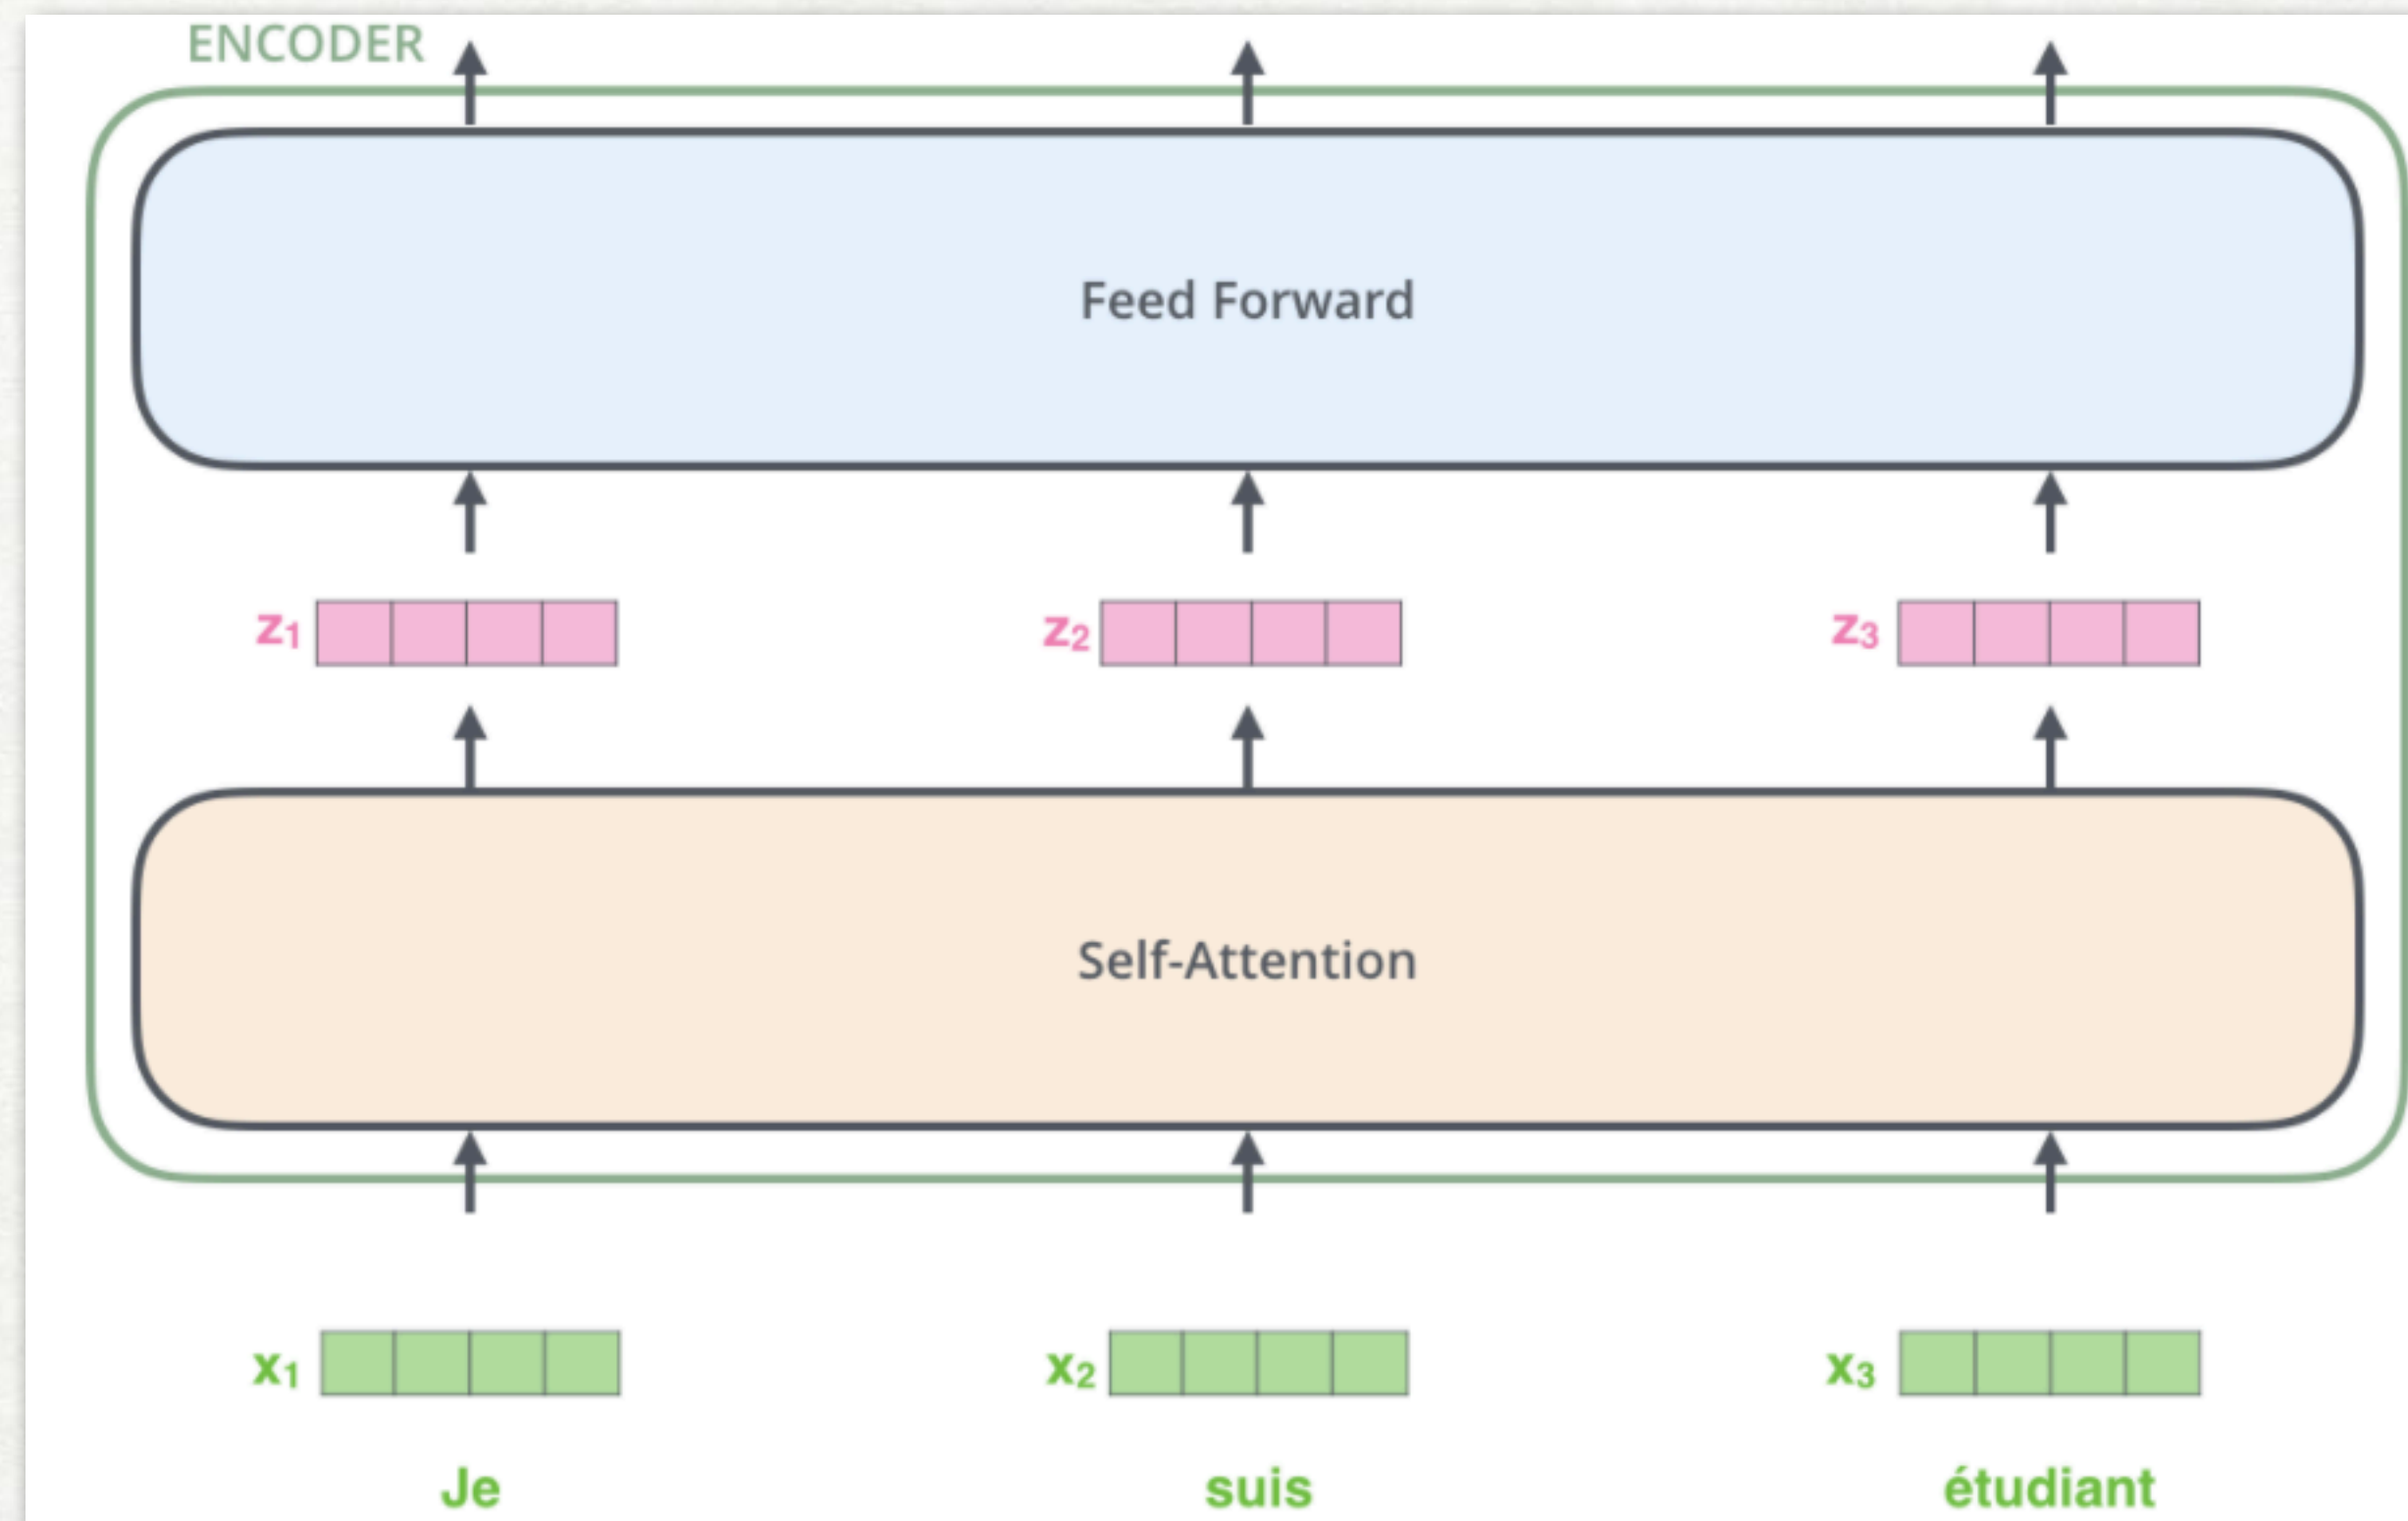 ENCODER
Feed Forward
z1 z2 z3
Self-Attention
x1 x2 x3
Je suis étudiant